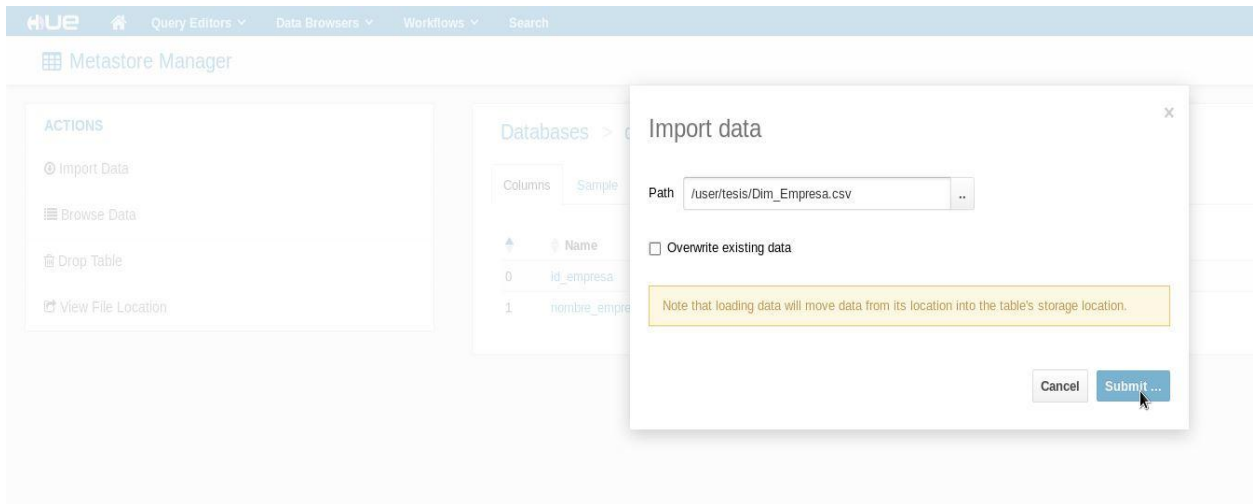 HUE Query Editors Data Browsers Workflows Search
Metastore Manager
ACTIONS
Import Data
Browse Data
Drop Table
View File Location
Databases >
Columns Sample
Name
0 id_empresa
1 nombre_empre
Import data
×
Path /user/tesis/Dim_Empresa.csv ..
Overwrite existing data
Note that loading data will move data from its location into the table's storage location.
Cancel Submit ...